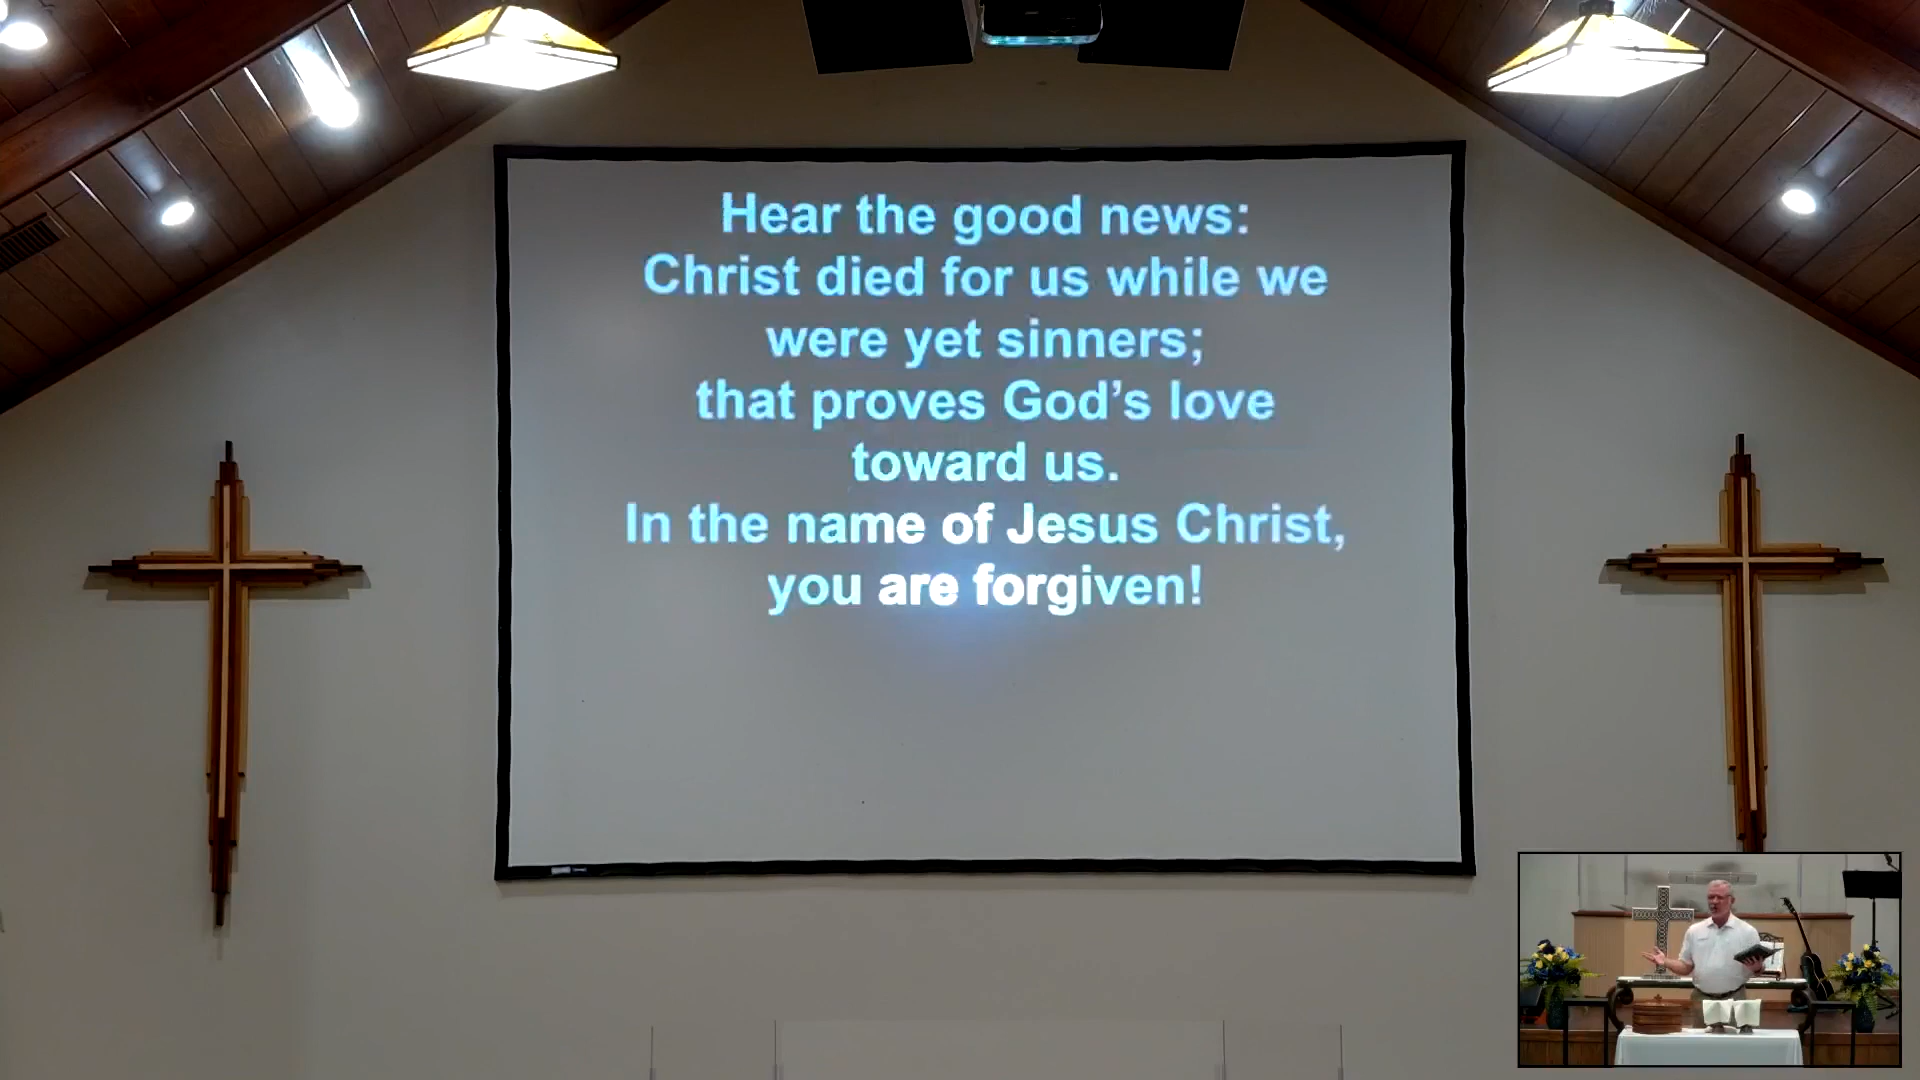 Hear the good news:
Christ died for us while we
were yet sinners;
that proves God’s love
toward us.
In the name of Jesus Christ,
you are forgiven!